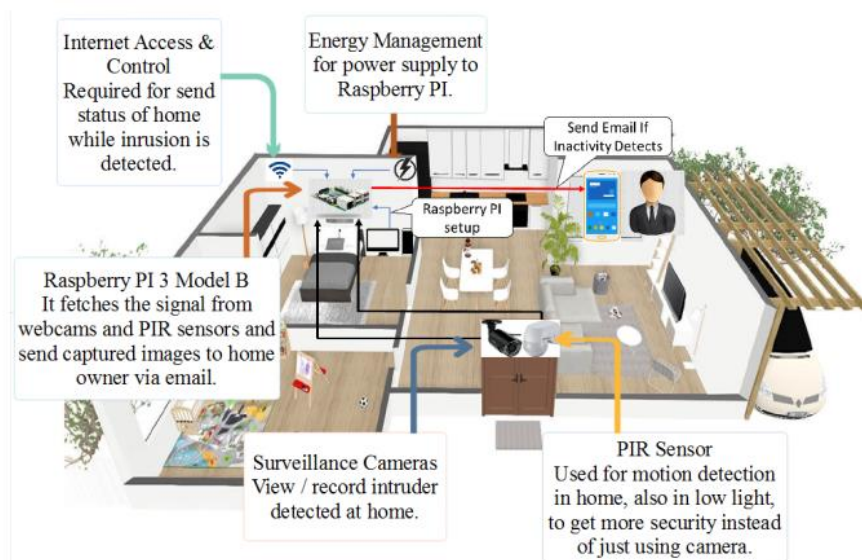 Internet Access &
Control
Required for send
status of home
while inrusion is
detected.
Energy Management
for power supply to
Raspberry PI.
Send Email If
Inactivity Detects
Raspberry PI
setup
Raspberry PI 3 Model B
It fetches the signal from
webcams and PIR sensors and
send captured images to home
owner via email.
Surveillance Cameras
View / record intruder
detected at home.
PIR Sensor
Used for motion detection
in home, also in low light,
to get more security instead
of just using camera.